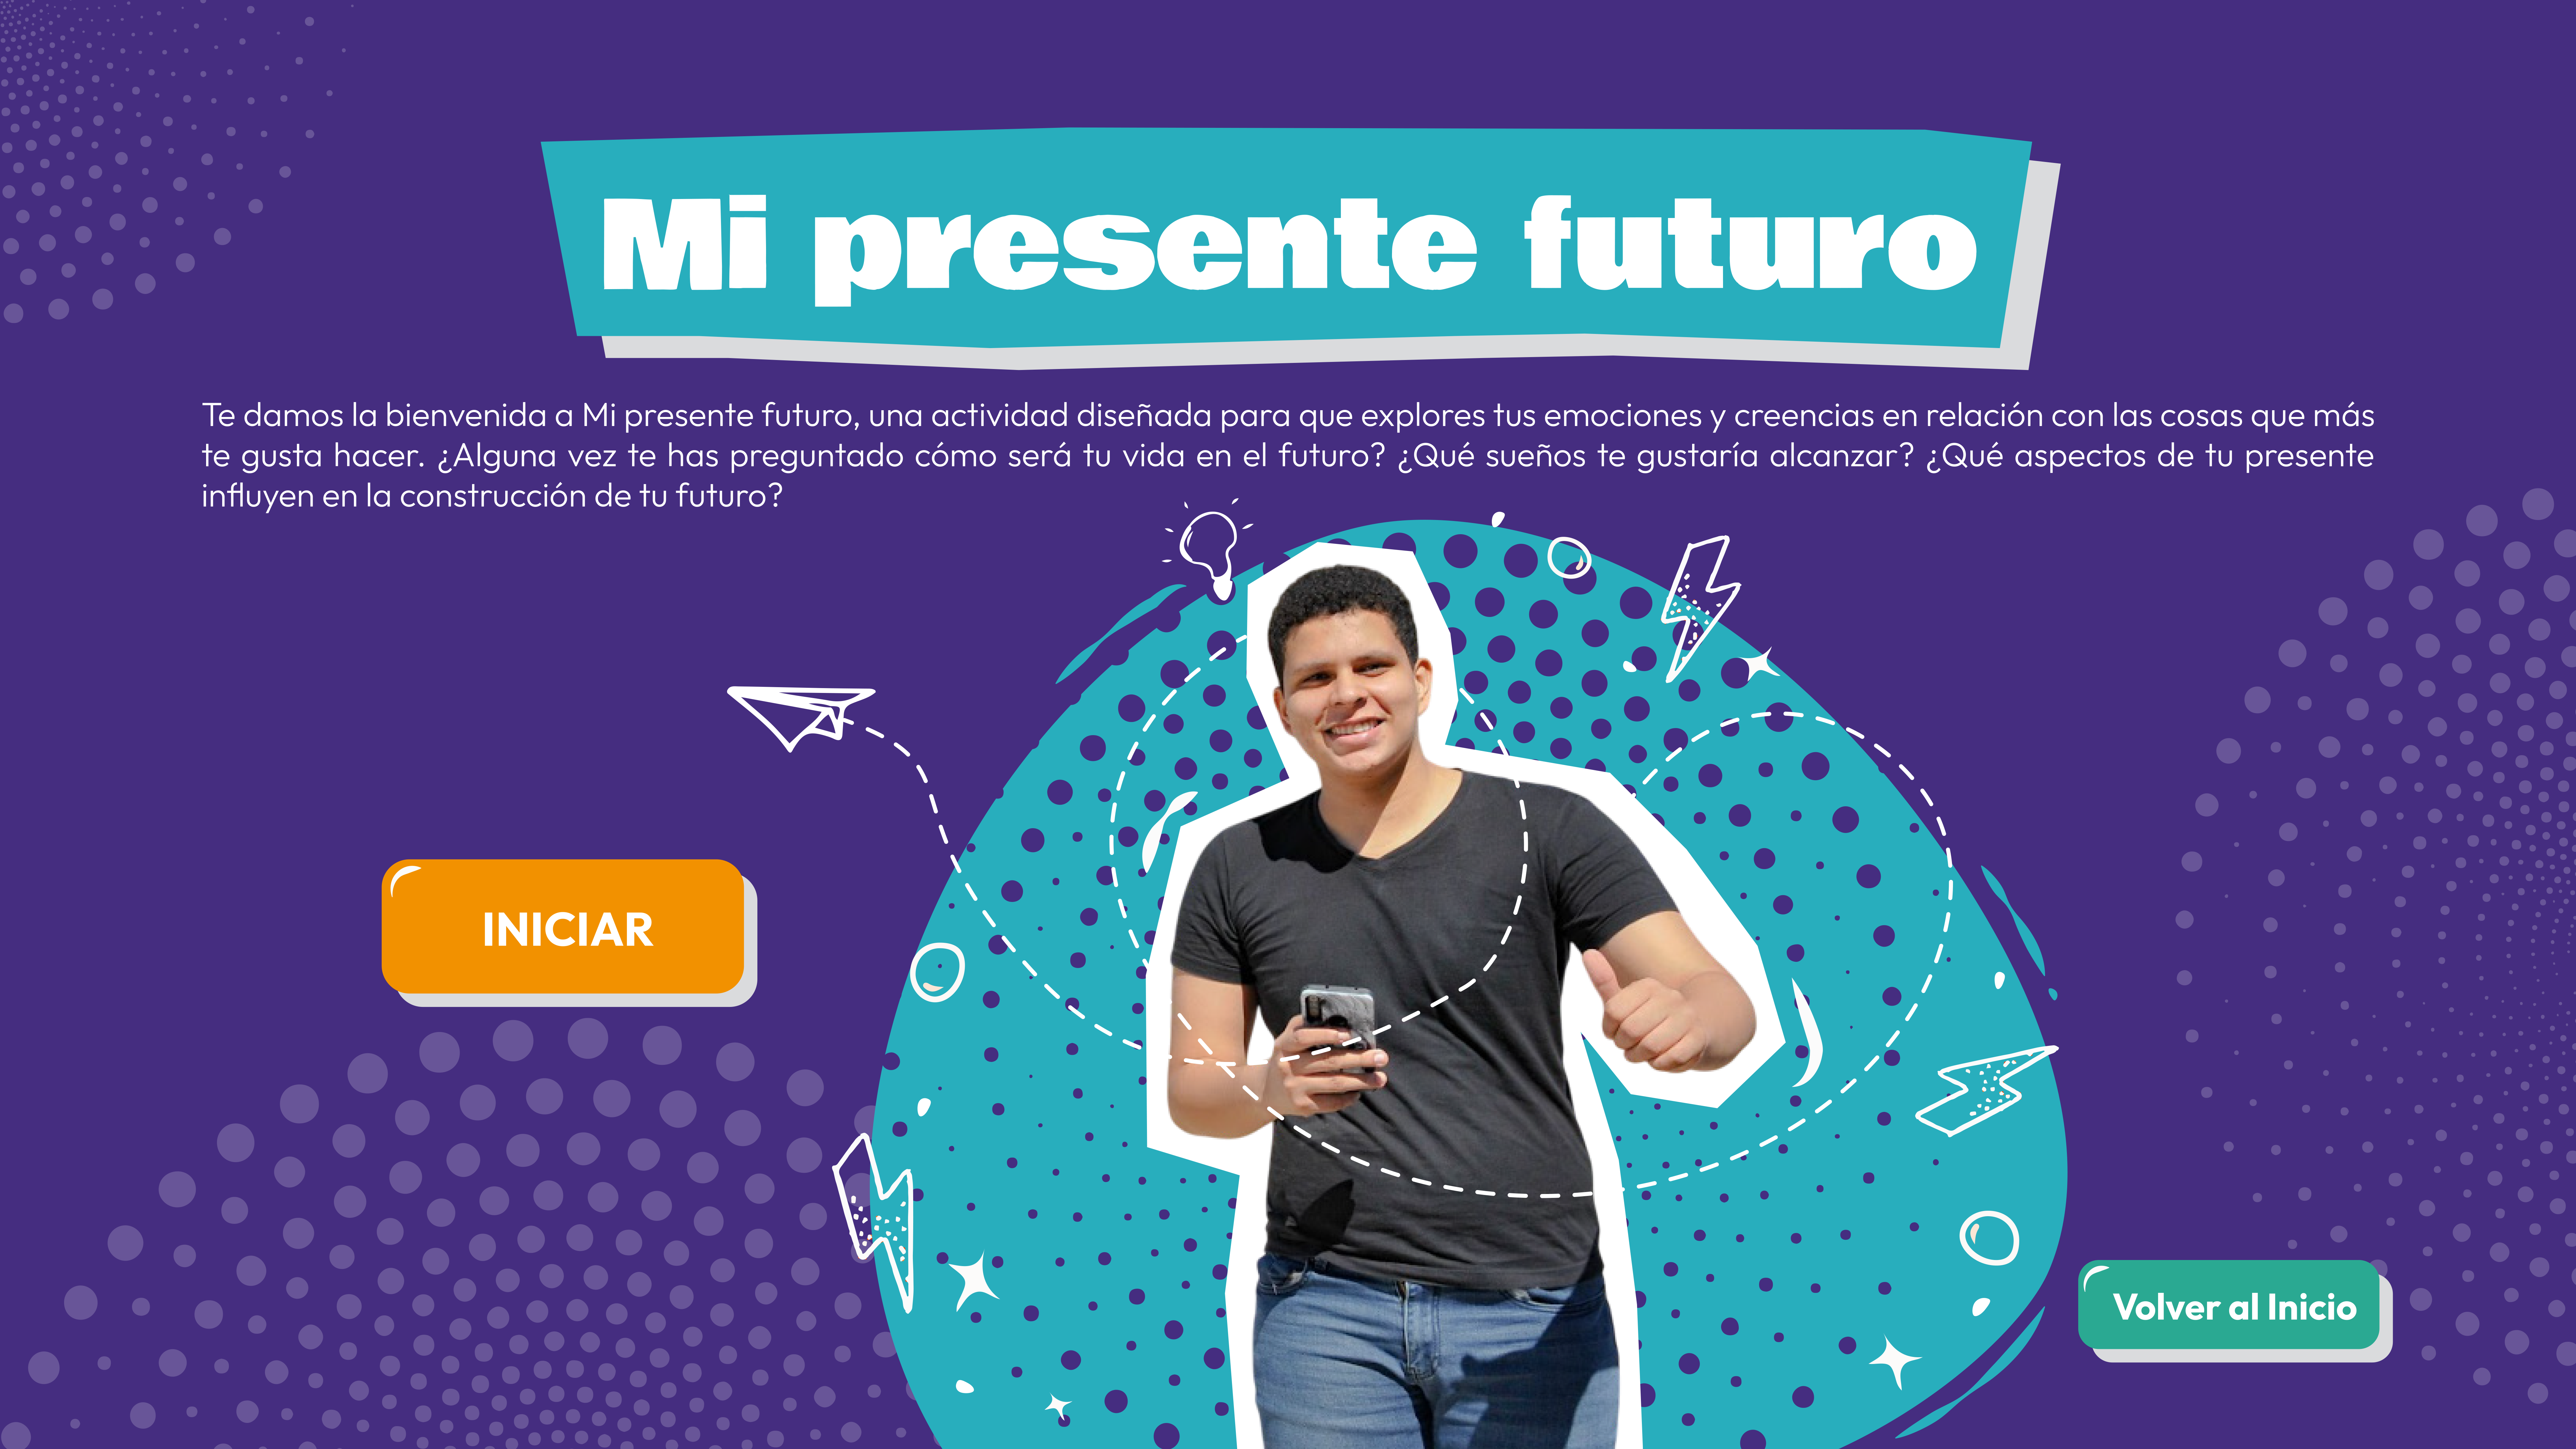 Mi presente futuro
Te damos la bienvenida a Mi presente futuro, una actividad diseñada para que explores tus emociones y creencias en relación con las cosas que más
te gusta hacer. ¿Alguna vez te has preguntado cómo será tu vida en el futuro? ¿Qué sueños te gustaría alcanzar? ¿Qué aspectos de tu presente
influyen en la construcción de tu futuro?
INICIAR
Volver al Inicio